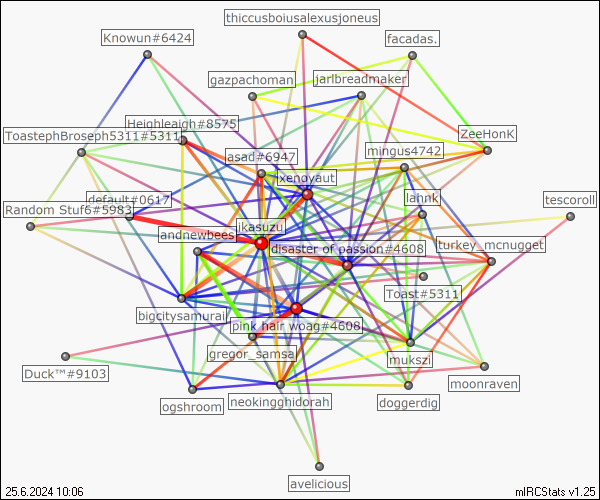 thiccusboiusalexusjoneus
Knowun#6424
facadas.
gazpachoman
jarlbreadmaker
Heighleaigh#8575
ZeeHonK
ToastephBroseph5311#5311
asad#6947
mingus4742
xenoyaut
default#0617
lahnk
tescoroll
Random Stuf6#5983
jikasuzu
andnewbees
disaster of passion#4608
turkey_mcnugget
Toast#5311
bigcitysamurai
pink hair woag#4608
gregor_samsa
mukszi
Duck™#9103
moonraven
ogshroom
neokingghidorah
doggerdig
avelicious
25.6.2024 10:06
mIRCStats v1.25